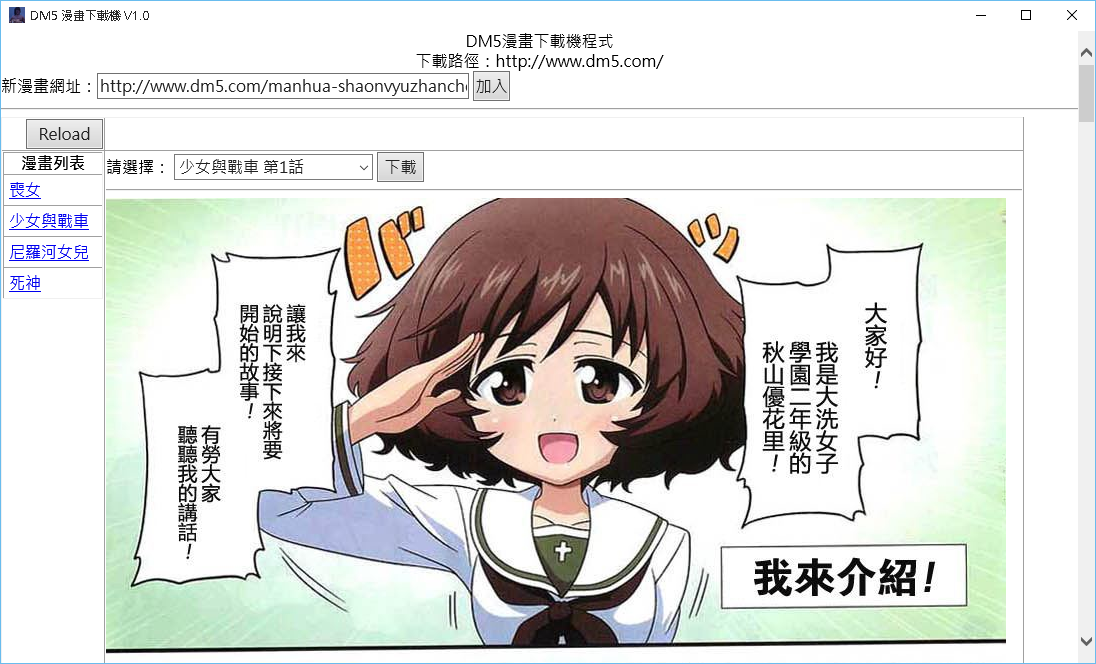 DM5 漫畫下載機 V1.0
DM5漫畫下載機程式
下載路徑：http://www.dm5.com/
新漫畫網址：http://www.dm5.com/manhua-shaonvyuzhanche 加入
Reload
漫畫列表
喪女
少女與戰車
尼羅河女兒
死神
請選擇： 少女與戰車 第1話 下載
大家好！
我是大洗女子
學園二年級的
秋山優花里！
バッ
讓我來
說明下接下來將要
開始的故事！
有勞大家
聽聽我的講話！
我來介紹!